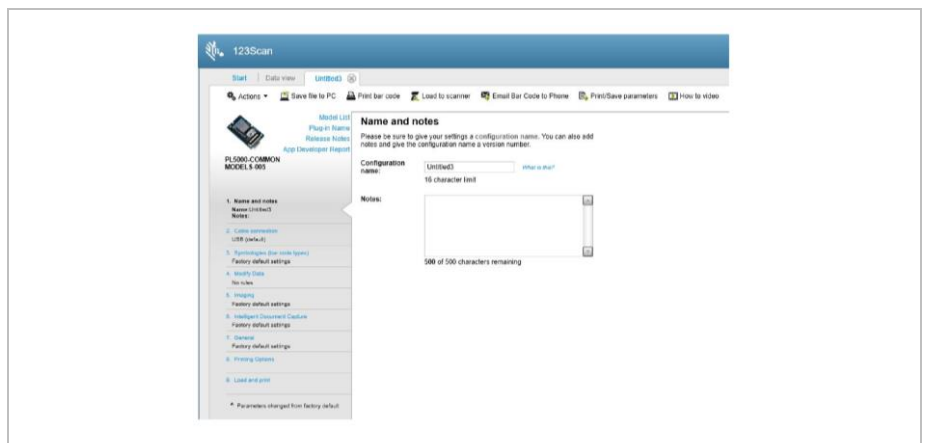 123Scan
Start Data view Untitled3
Actions Save file to PC Print bar code Load to scanner Email Bar Code to Phone Print/Save parameters How to video
Model List
Plug-in Name
Release Notes
App Developer Report
PL5000-COMMON
MODELS-003
Name and notes
Please be sure to give your settings a configuration name. You can also add
notes and give the configuration name a version number.
Configuration
name:
Untitled3
What is this?
16 character limit
Notes:
500 of 500 characters remaining
1. Name and notes
Name: Untitled3
Notes:
2. Cable connection
USB (default)
3. Symbologies (bar code types)
Factory default settings
4. Modify Data
No rules
5. Imaging
Factory default settings
6. Intelligent Document Capture
Factory default settings
7. General
Factory default settings
8. Printing Options
9. Load and print
* Parameters changed from factory default